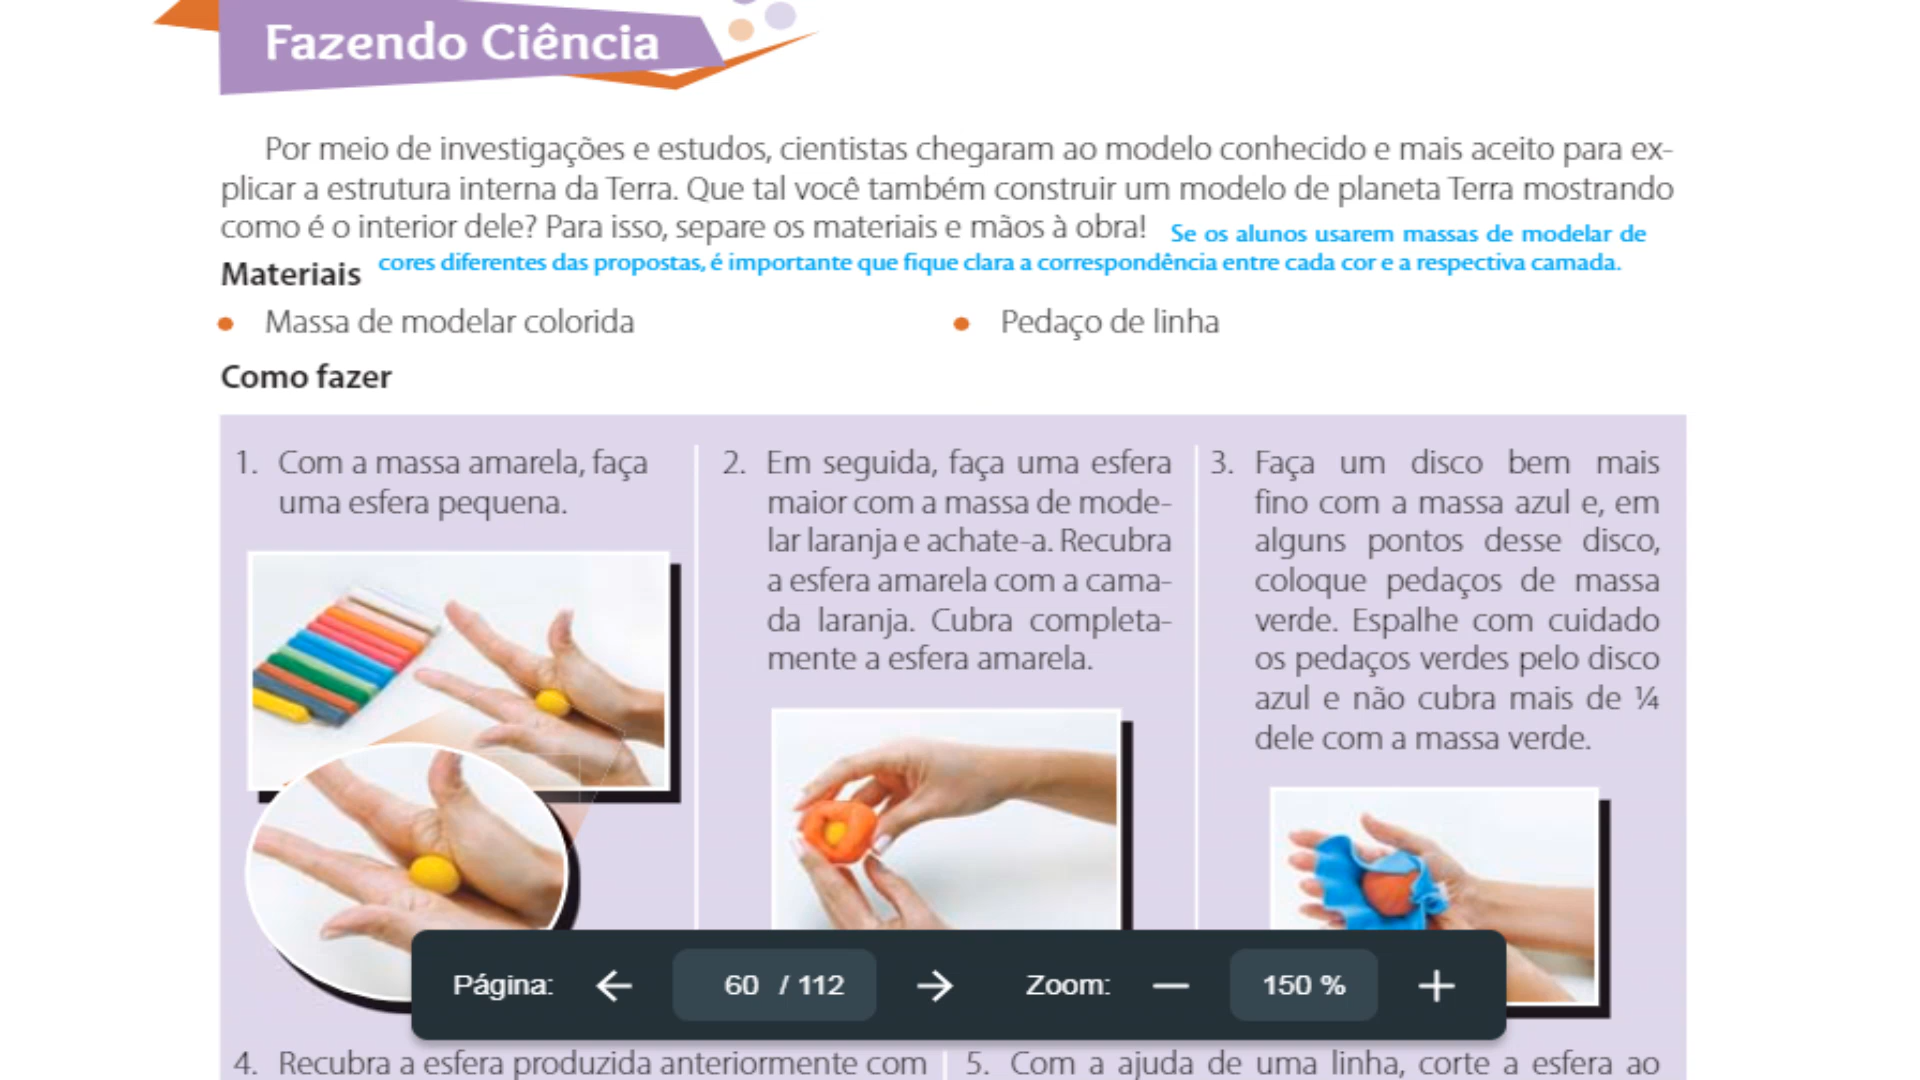 Fazendo Ciência
Por meio de investigações e estudos, cientistas chegaram ao modelo conhecido e mais aceito para ex-
plicar a estrutura interna da Terra. Que tal você também construir um modelo de planeta Terra mostrando
como é o interior dele? Para isso, separe os materiais e mãos à obra! Se os alunos usarem massas de modelar de
cores diferentes das propostas, é importante que fique clara a correspondência entre cada cor e a respectiva camada.
Materiais
• Massa de modelar colorida
• Pedaço de linha
Como fazer
1. Com a massa amarela, faça
uma esfera pequena.
2. Em seguida, faça uma esfera
maior com a massa de mode-
lar laranja e achate-a. Recubra
a esfera amarela com a cama-
da laranja. Cubra completa-
mente a esfera amarela.
3. Faça um disco bem mais
fino com a massa azul e, em
alguns pontos desse disco,
coloque pedaços de massa
verde. Espalhe com cuidado
os pedaços verdes pelo disco
azul e não cubra mais de ¼
dele com a massa verde.
4. Recubra a esfera produzida anteriormente com
5. Com a ajuda de uma linha, corte a esfera ao
Página: 60 / 112 Zoom: 150 %